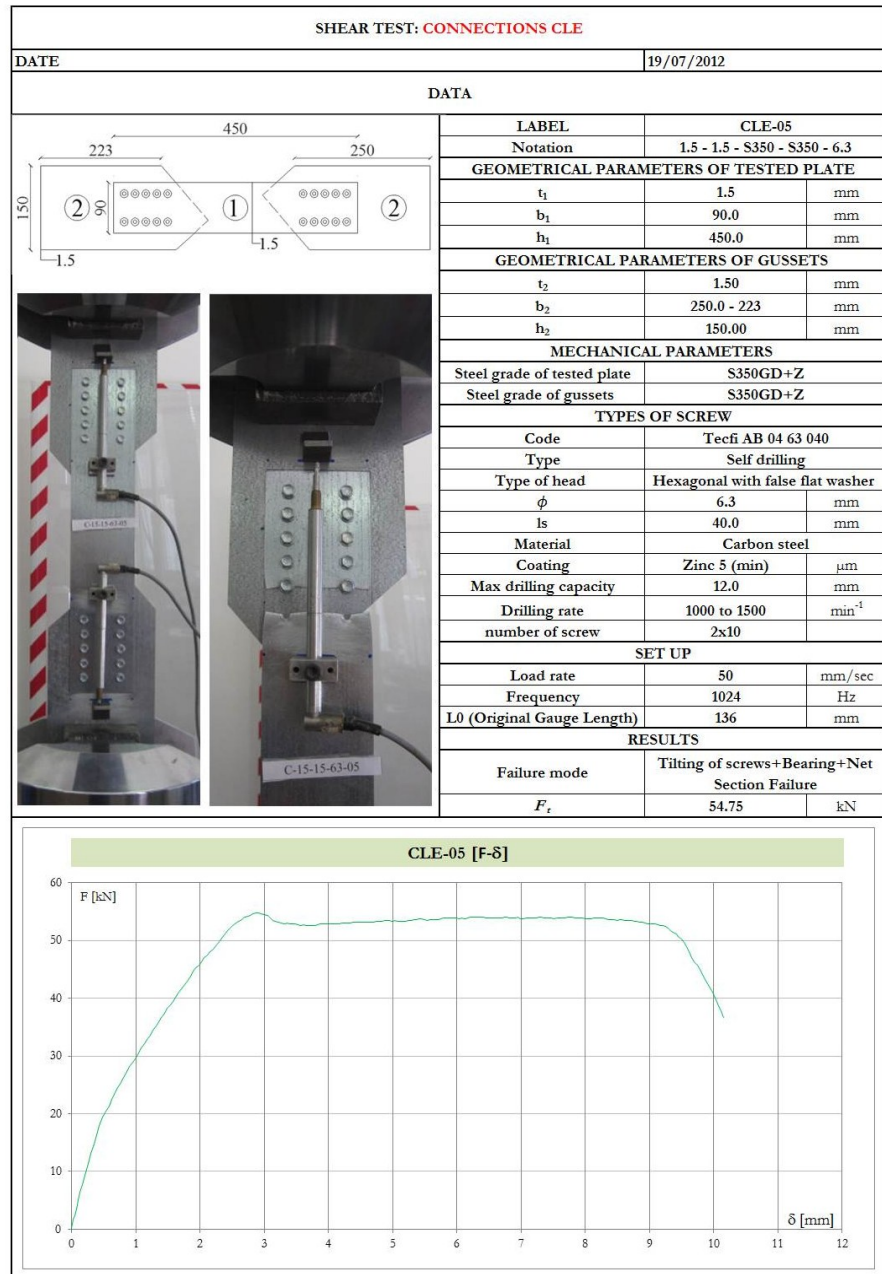 SHEAR TEST: CONNECTIONS CLE
DATE 19/07/2012
DATA
450
223 250
150
90
2 1 2
1.5
1.5
C-15-15-63-05
C-15-15-63-05
LABEL CLE-05
Notation 1.5 - 1.5 - S350 - S350 - 6.3
GEOMETRICAL PARAMETERS OF TESTED PLATE
t1 1.5 mm
b1 90.0 mm
h1 450.0 mm
GEOMETRICAL PARAMETERS OF GUSSETS
t2 1.50 mm
b2 250.0 - 223 mm
h2 150.00 mm
MECHANICAL PARAMETERS
Steel grade of tested plate S350GD+Z
Steel grade of gussets S350GD+Z
TYPES OF SCREW
Code Tecfi AB 04 63 040
Type Self drilling
Type of head Hexagonal with false flat washer
ϕ 6.3 mm
ls 40.0 mm
Material Carbon steel
Coating Zinc 5 (min) μm
Max drilling capacity 12.0 mm
Drilling rate 1000 to 1500 min-1
number of screw 2x10
SET UP
Load rate 50 mm/sec
Frequency 1024 Hz
L0 (Original Gauge Length) 136 mm
RESULTS
Failure mode Tilting of screws+Bearing+Net
Section Failure
Ft 54.75 kN
CLE-05 [F-δ]
F [kN]
60
50
40
30
20
10
0
δ [mm]
0 1 2 3 4 5 6 7 8 9 10 11 12